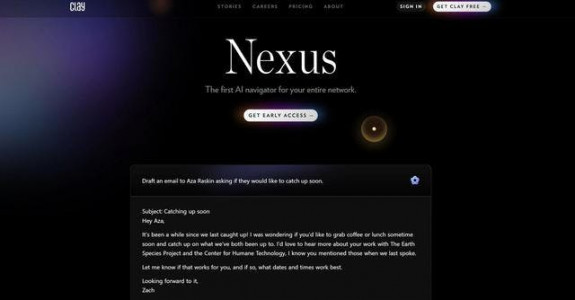 CLAY
STORIES CAREERS PRICING ABOUT SIGN IN GET CLAY FREE →
Nexus
The first AI navigator for your entire network.
GET EARLY ACCESS →
Draft an email to Aza Raskin asking if they would like to catch up soon.
Subject: Catching up soon
Hey Aza,
It's been a while since we last caught up! I was wondering if you'd like to grab coffee or lunch sometime
soon and catch up on what we've both been up to. I'd love to hear more about your work with The Earth
Species Project and the Center for Humane Technology, I know you mentioned those when we last spoke.
Let me know if that works for you, and if so, what dates and times work best.
Looking forward to it,
Zach